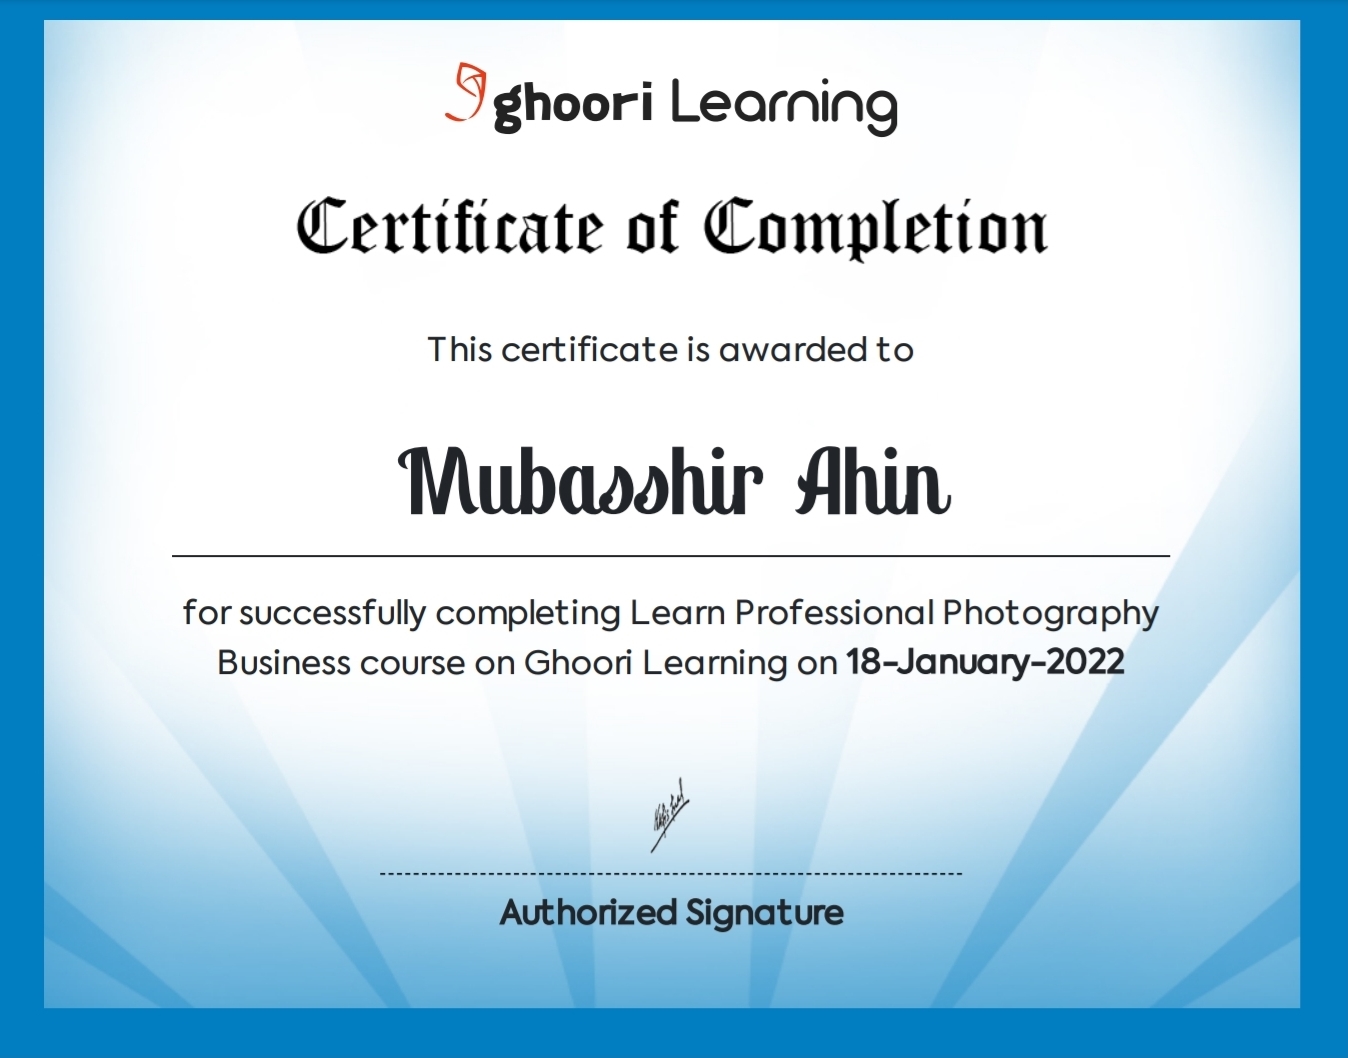 ghoori Learning
Certificate of Completion
This certificate is awarded to
Mubasshir Ahin
for successfully completing Learn Professional Photography
Business course on Ghoori Learning on 18-January-2022
Authorized Signature